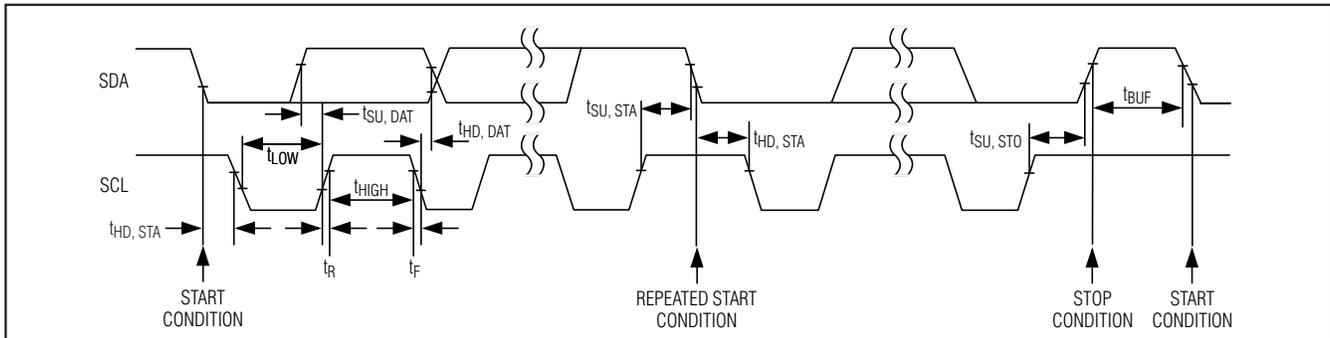 SDA
tSU, DAT
tHD, DAT
tSU, STA
tHD, STA
tSU, STO
tBUF
tLOW
SCL
tHIGH
tHD, STA
tR
tF
START
CONDITION
REPEATED START
CONDITION
STOP
CONDITION
START
CONDITION